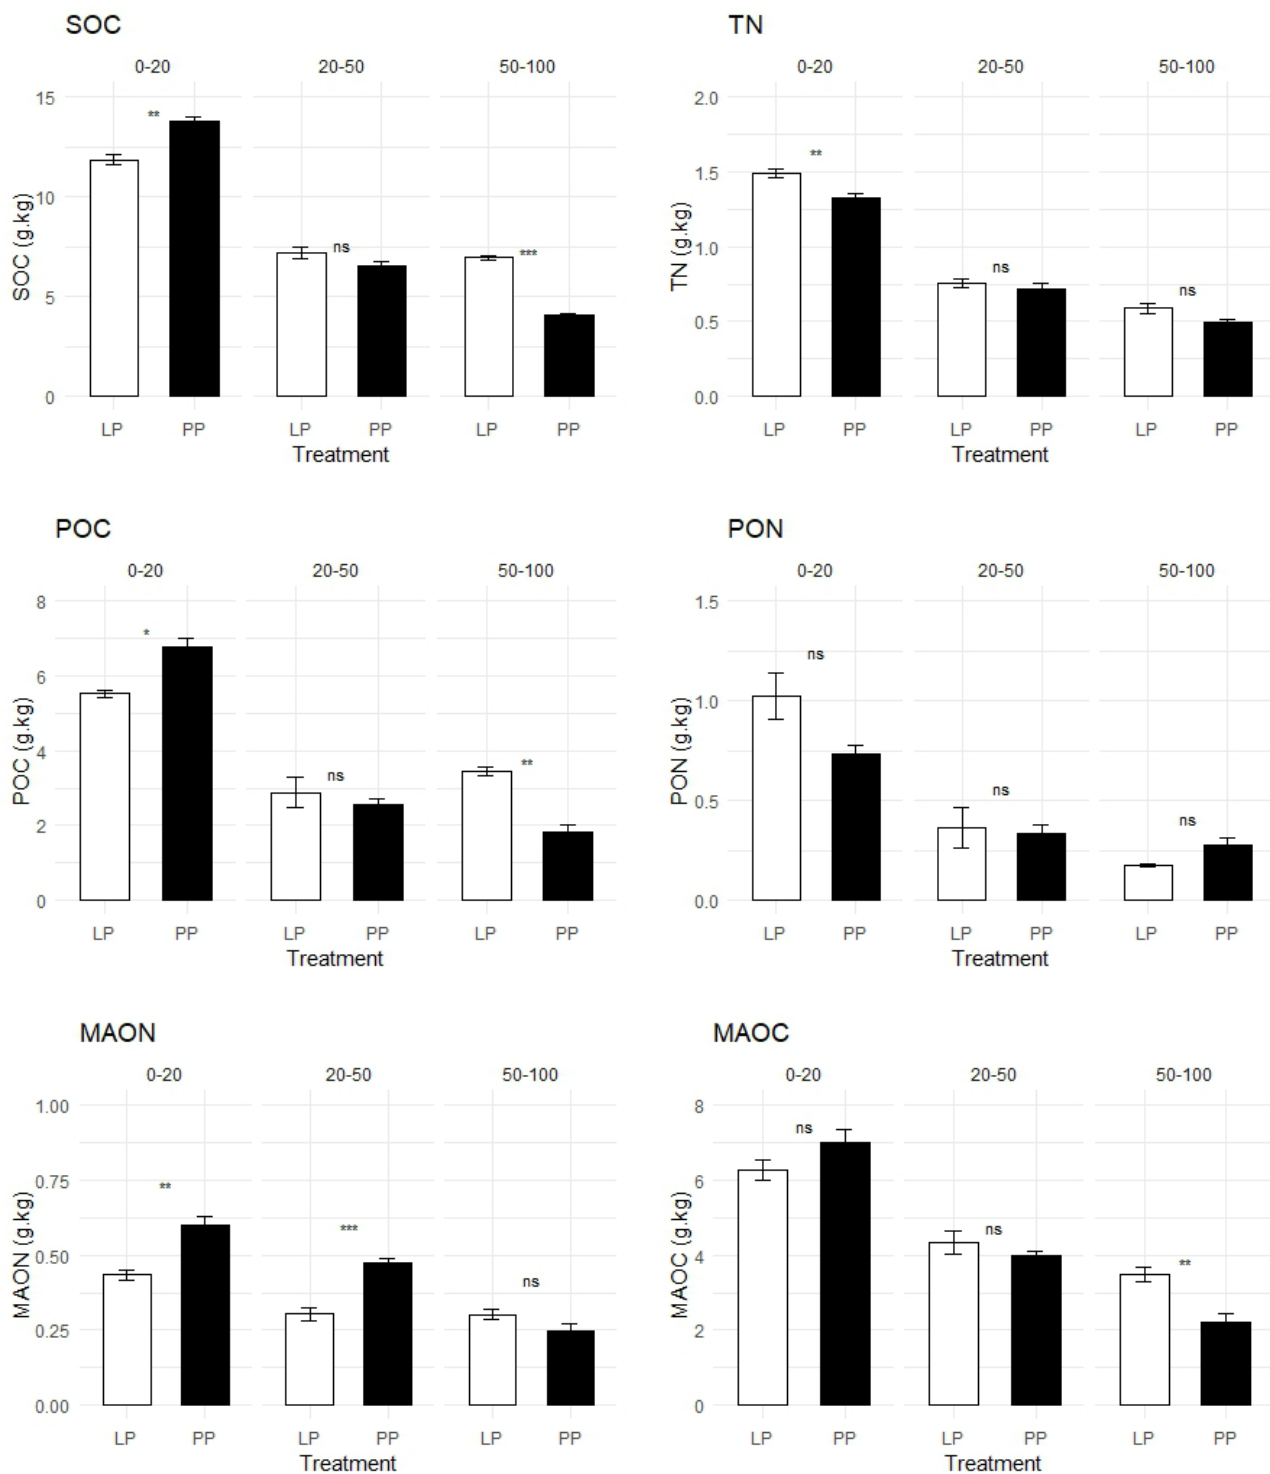 SOC
0-20 20-50 50-100
15
10
5
0
SOC (g.kg)
** ns ***
LP PP LP PP LP PP
Treatment
TN
0-20 20-50 50-100
2.0
1.5
1.0
0.5
0.0
TN (g.kg)
** ns ns
LP PP LP PP LP PP
Treatment
POC
0-20 20-50 50-100
8
6
4
2
0
POC (g.kg)
* ns **
LP PP LP PP LP PP
Treatment
PON
0-20 20-50 50-100
1.5
1.0
0.5
0.0
PON (g.kg)
ns ns ns
LP PP LP PP LP PP
Treatment
MAON
0-20 20-50 50-100
1.00
0.75
0.50
0.25
0.00
MAON (g.kg)
** *** ns
LP PP LP PP LP PP
Treatment
MAOC
0-20 20-50 50-100
8
6
4
2
0
MAOC (g.kg)
ns ns **
LP PP LP PP LP PP
Treatment